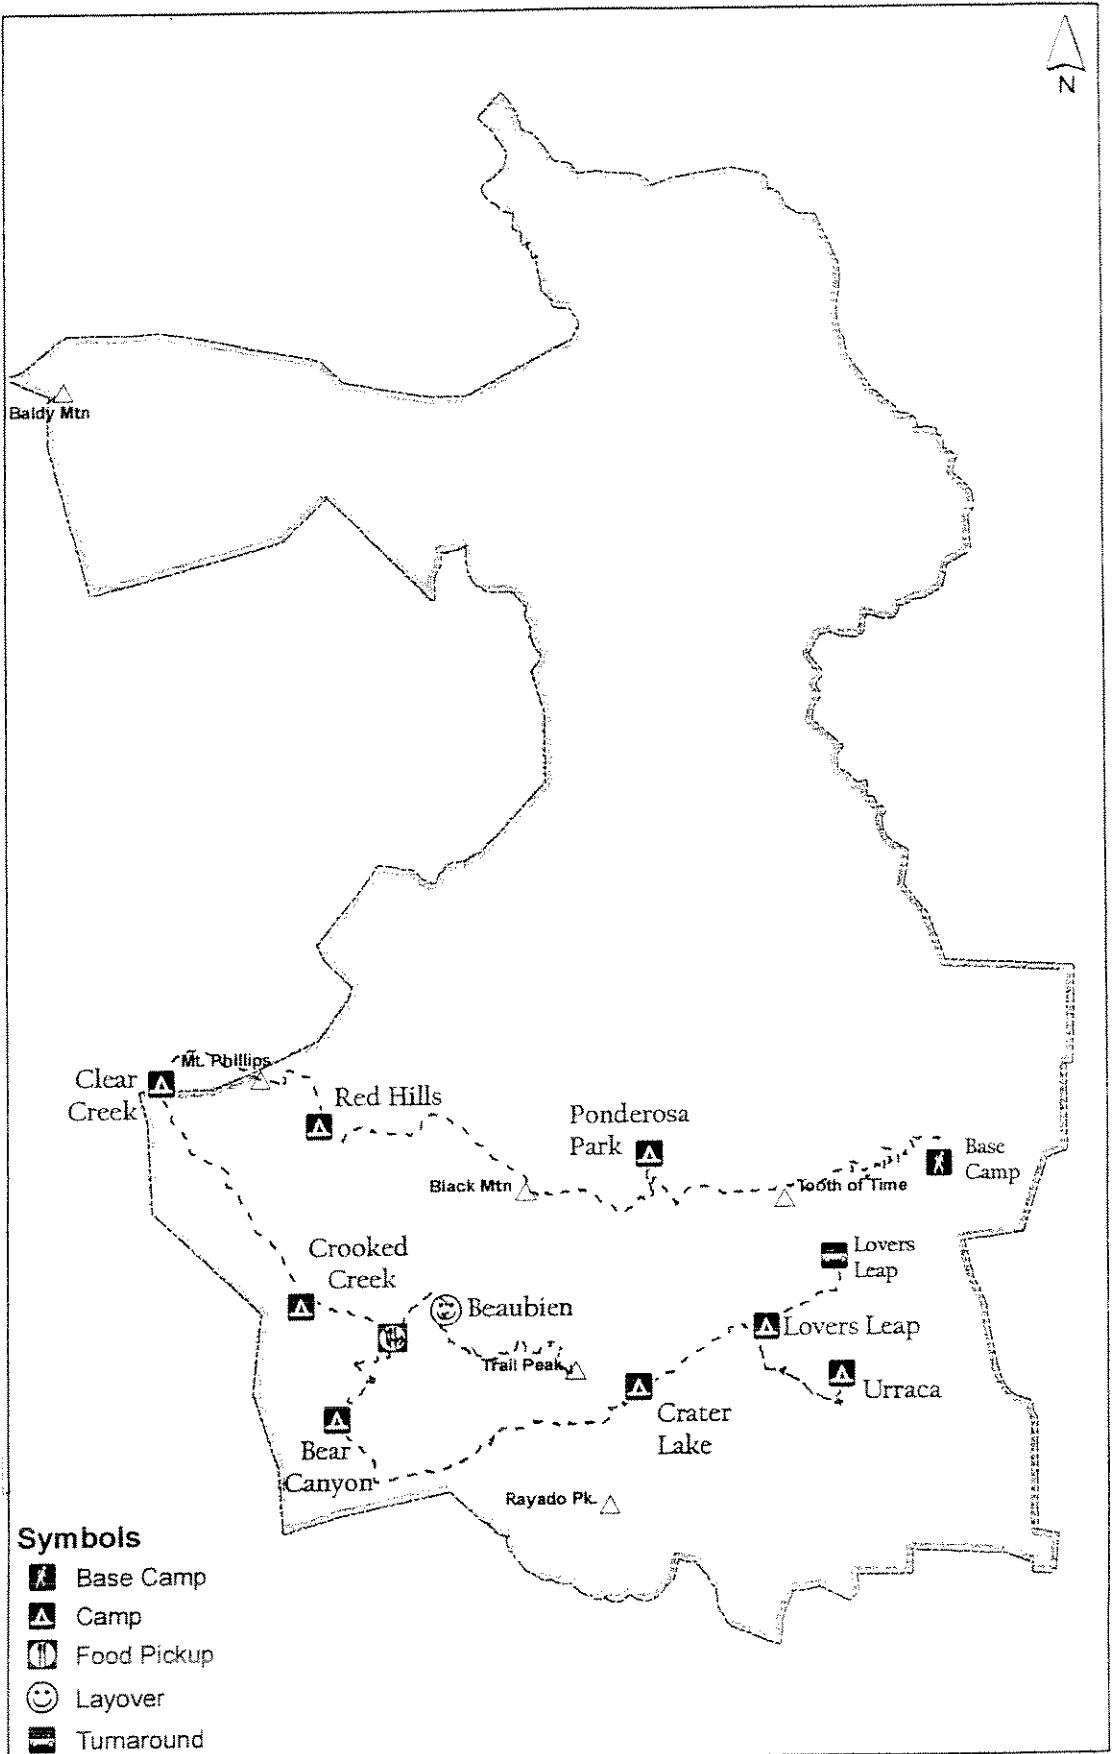 N
Baldy Mtn
Mt. Phillips
Clear
Creek
Red Hills
Ponderosa
Park
Base
Camp
Black Mtn
Tooth of Time
Crooked
Creek
Lovers
Leap
Beaubien
Lovers Leap
Trail Peak
Urraca
Crater
Lake
Bear
Canyon
Rayado Pk.
Symbols
Base Camp
Camp
Food Pickup
Layover
Turnaround